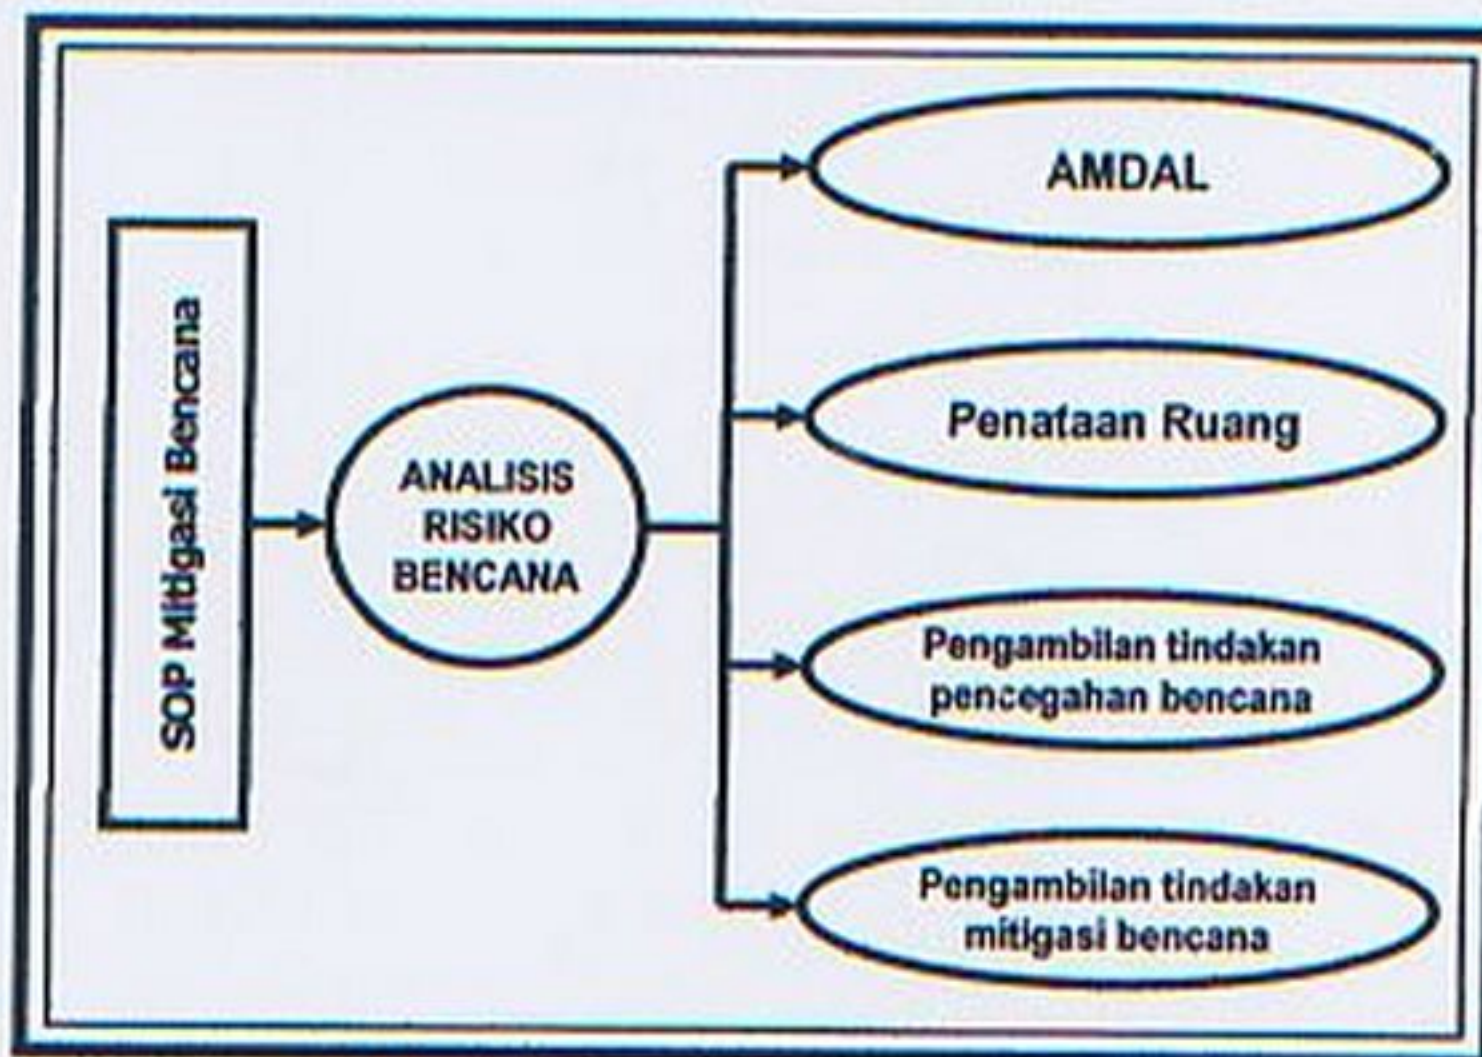 SOP Mitigasi Bencana
ANALISIS
RISIKO
BENCANA
AMDAL
Penataan Ruang
Pengambilan tindakan
pencegahan bencana
Pengambilan tindakan
mitigasi bencana